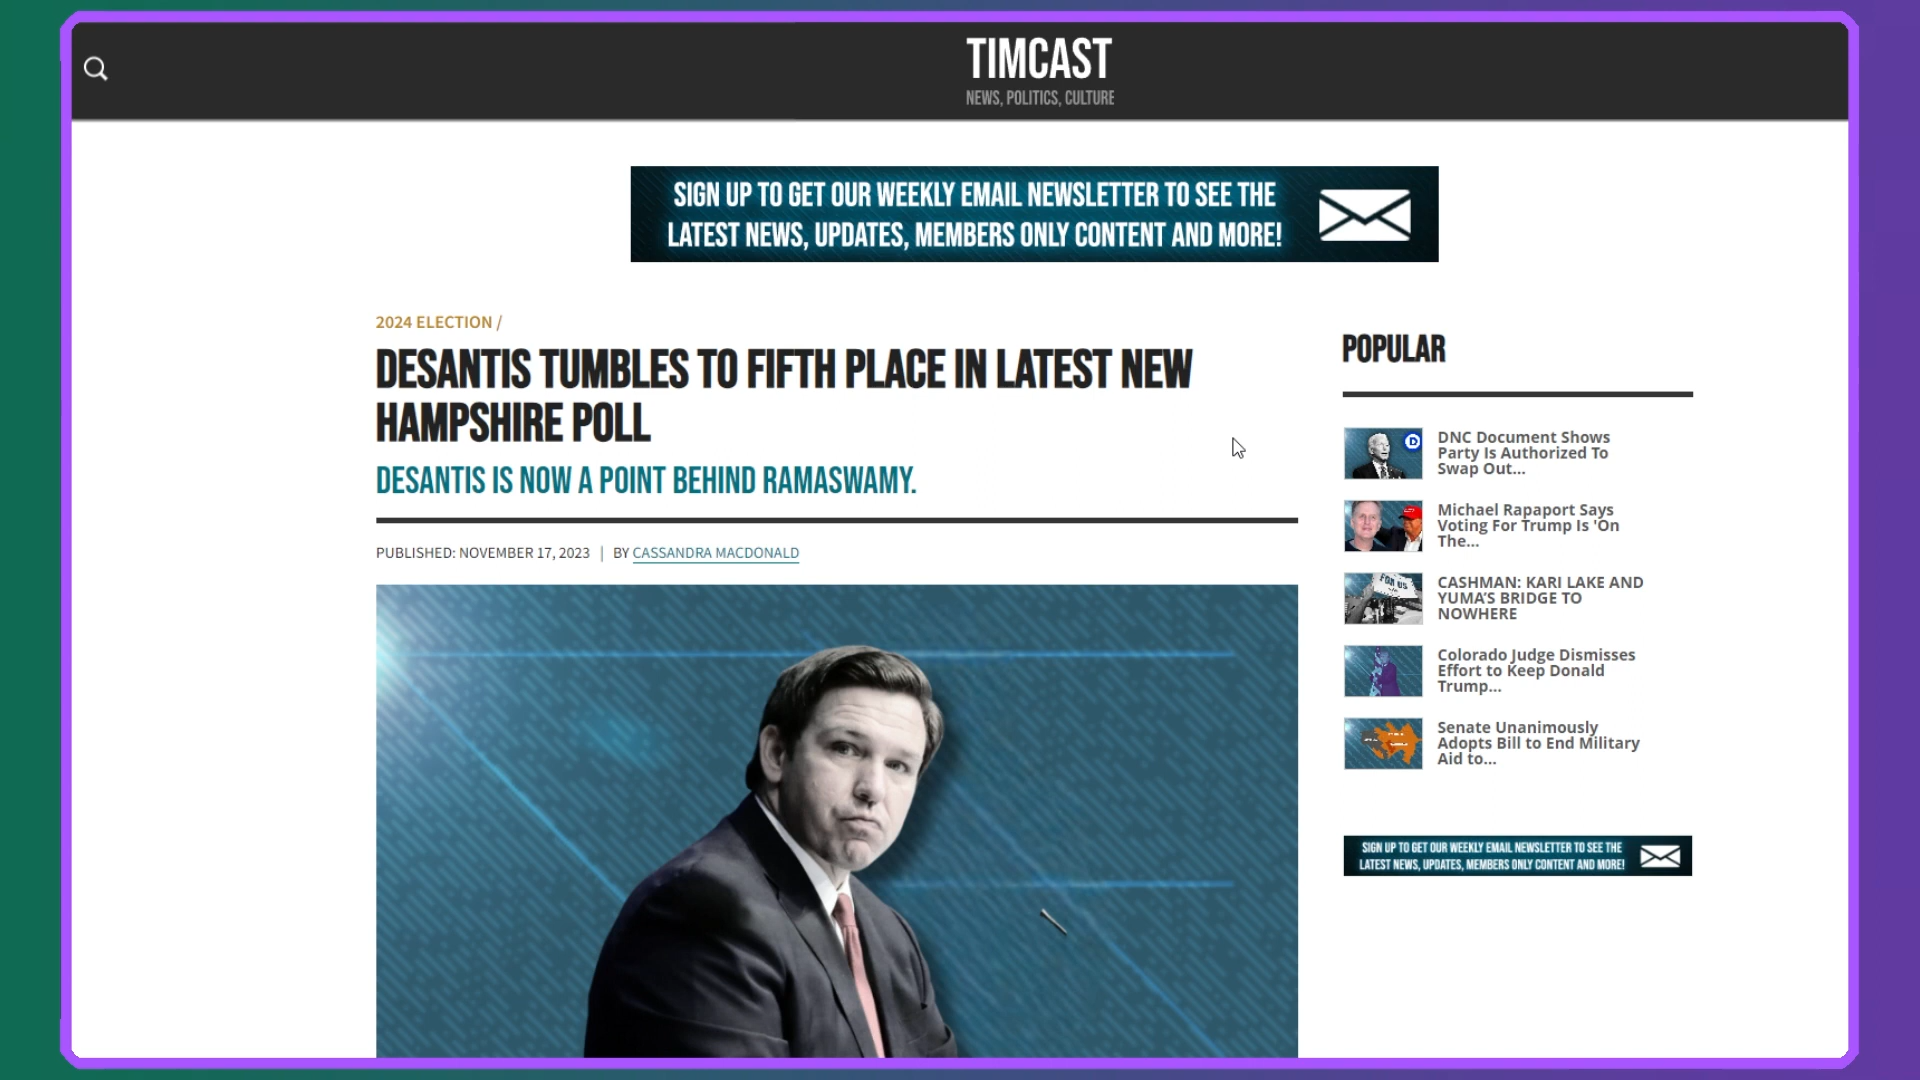 TIMCAST
NEWS, POLITICS, CULTURE
SIGN UP TO GET OUR WEEKLY EMAIL NEWSLETTER TO SEE THE
LATEST NEWS, UPDATES, MEMBERS ONLY CONTENT AND MORE!
2024 ELECTION /
DESANTIS TUMBLES TO FIFTH PLACE IN LATEST NEW
HAMPSHIRE POLL
DESANTIS IS NOW A POINT BEHIND RAMASWAMY.
PUBLISHED: NOVEMBER 17, 2023 | BY CASSANDRA MACDONALD
POPULAR
D
DNC Document Shows
Party Is Authorized To
Swap Out...
Michael Rapaport Says
Voting For Trump Is 'On
The...
FOR US
CASHMAN: KARI LAKE AND
YUMA'S BRIDGE TO
NOWHERE
Colorado Judge Dismisses
Effort to Keep Donald
Trump...
Senate Unanimously
Adopts Bill to End Military
Aid to...
SIGN UP TO GET OUR WEEKLY EMAIL NEWSLETTER TO SEE THE
LATEST NEWS, UPDATES, MEMBERS ONLY CONTENT AND MORE!